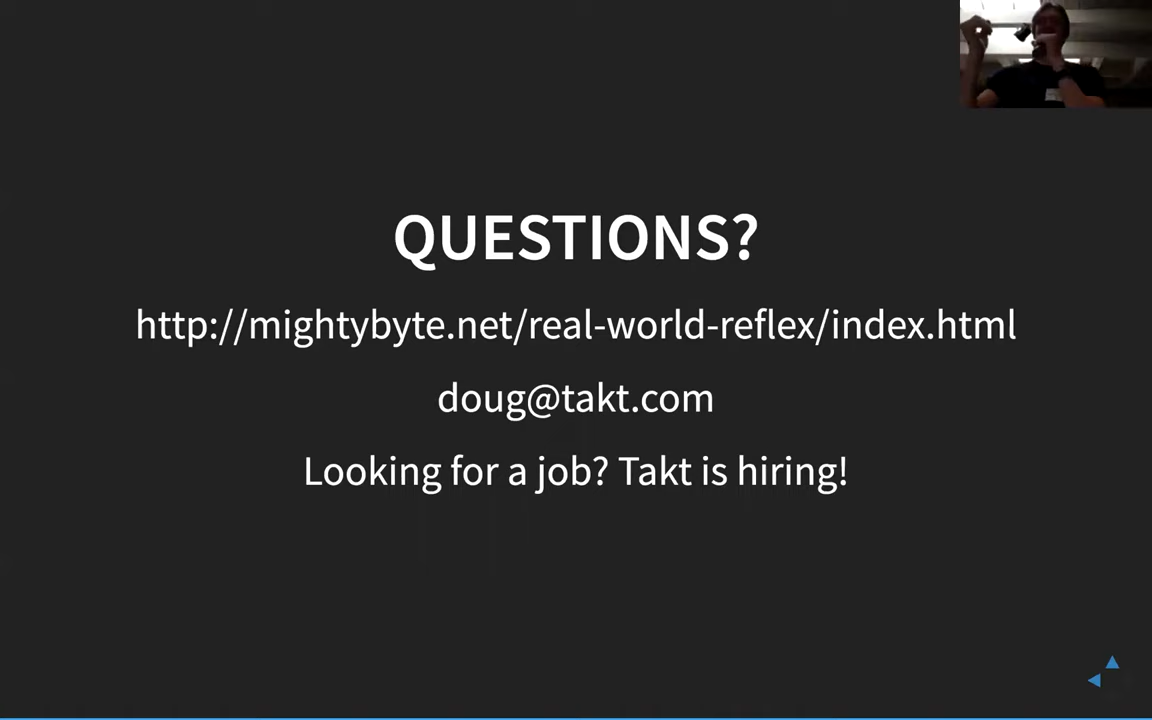 QUESTIONS?
http://mightybyte.net/real-world-reflex/index.html
doug@takt.com
Looking for a job? Takt is hiring!